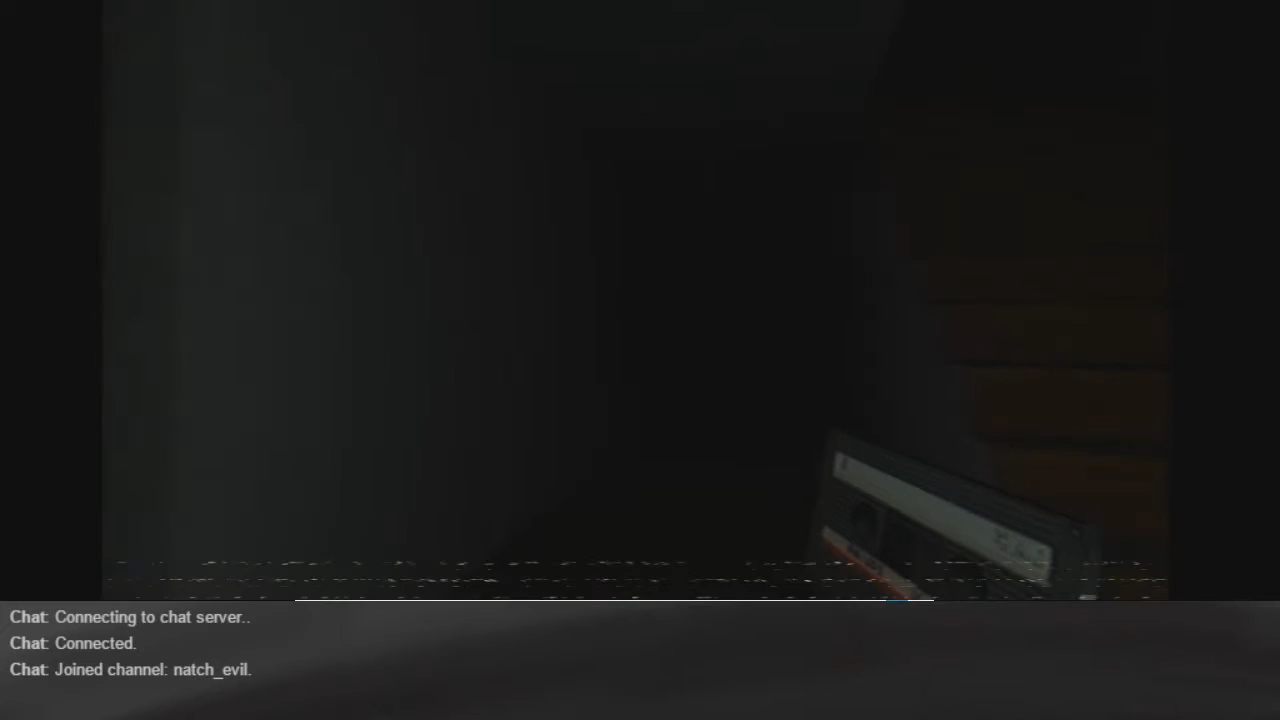 Chat: Connecting to chat server..
Chat: Connected.
Chat: Joined channel: natch_evil.